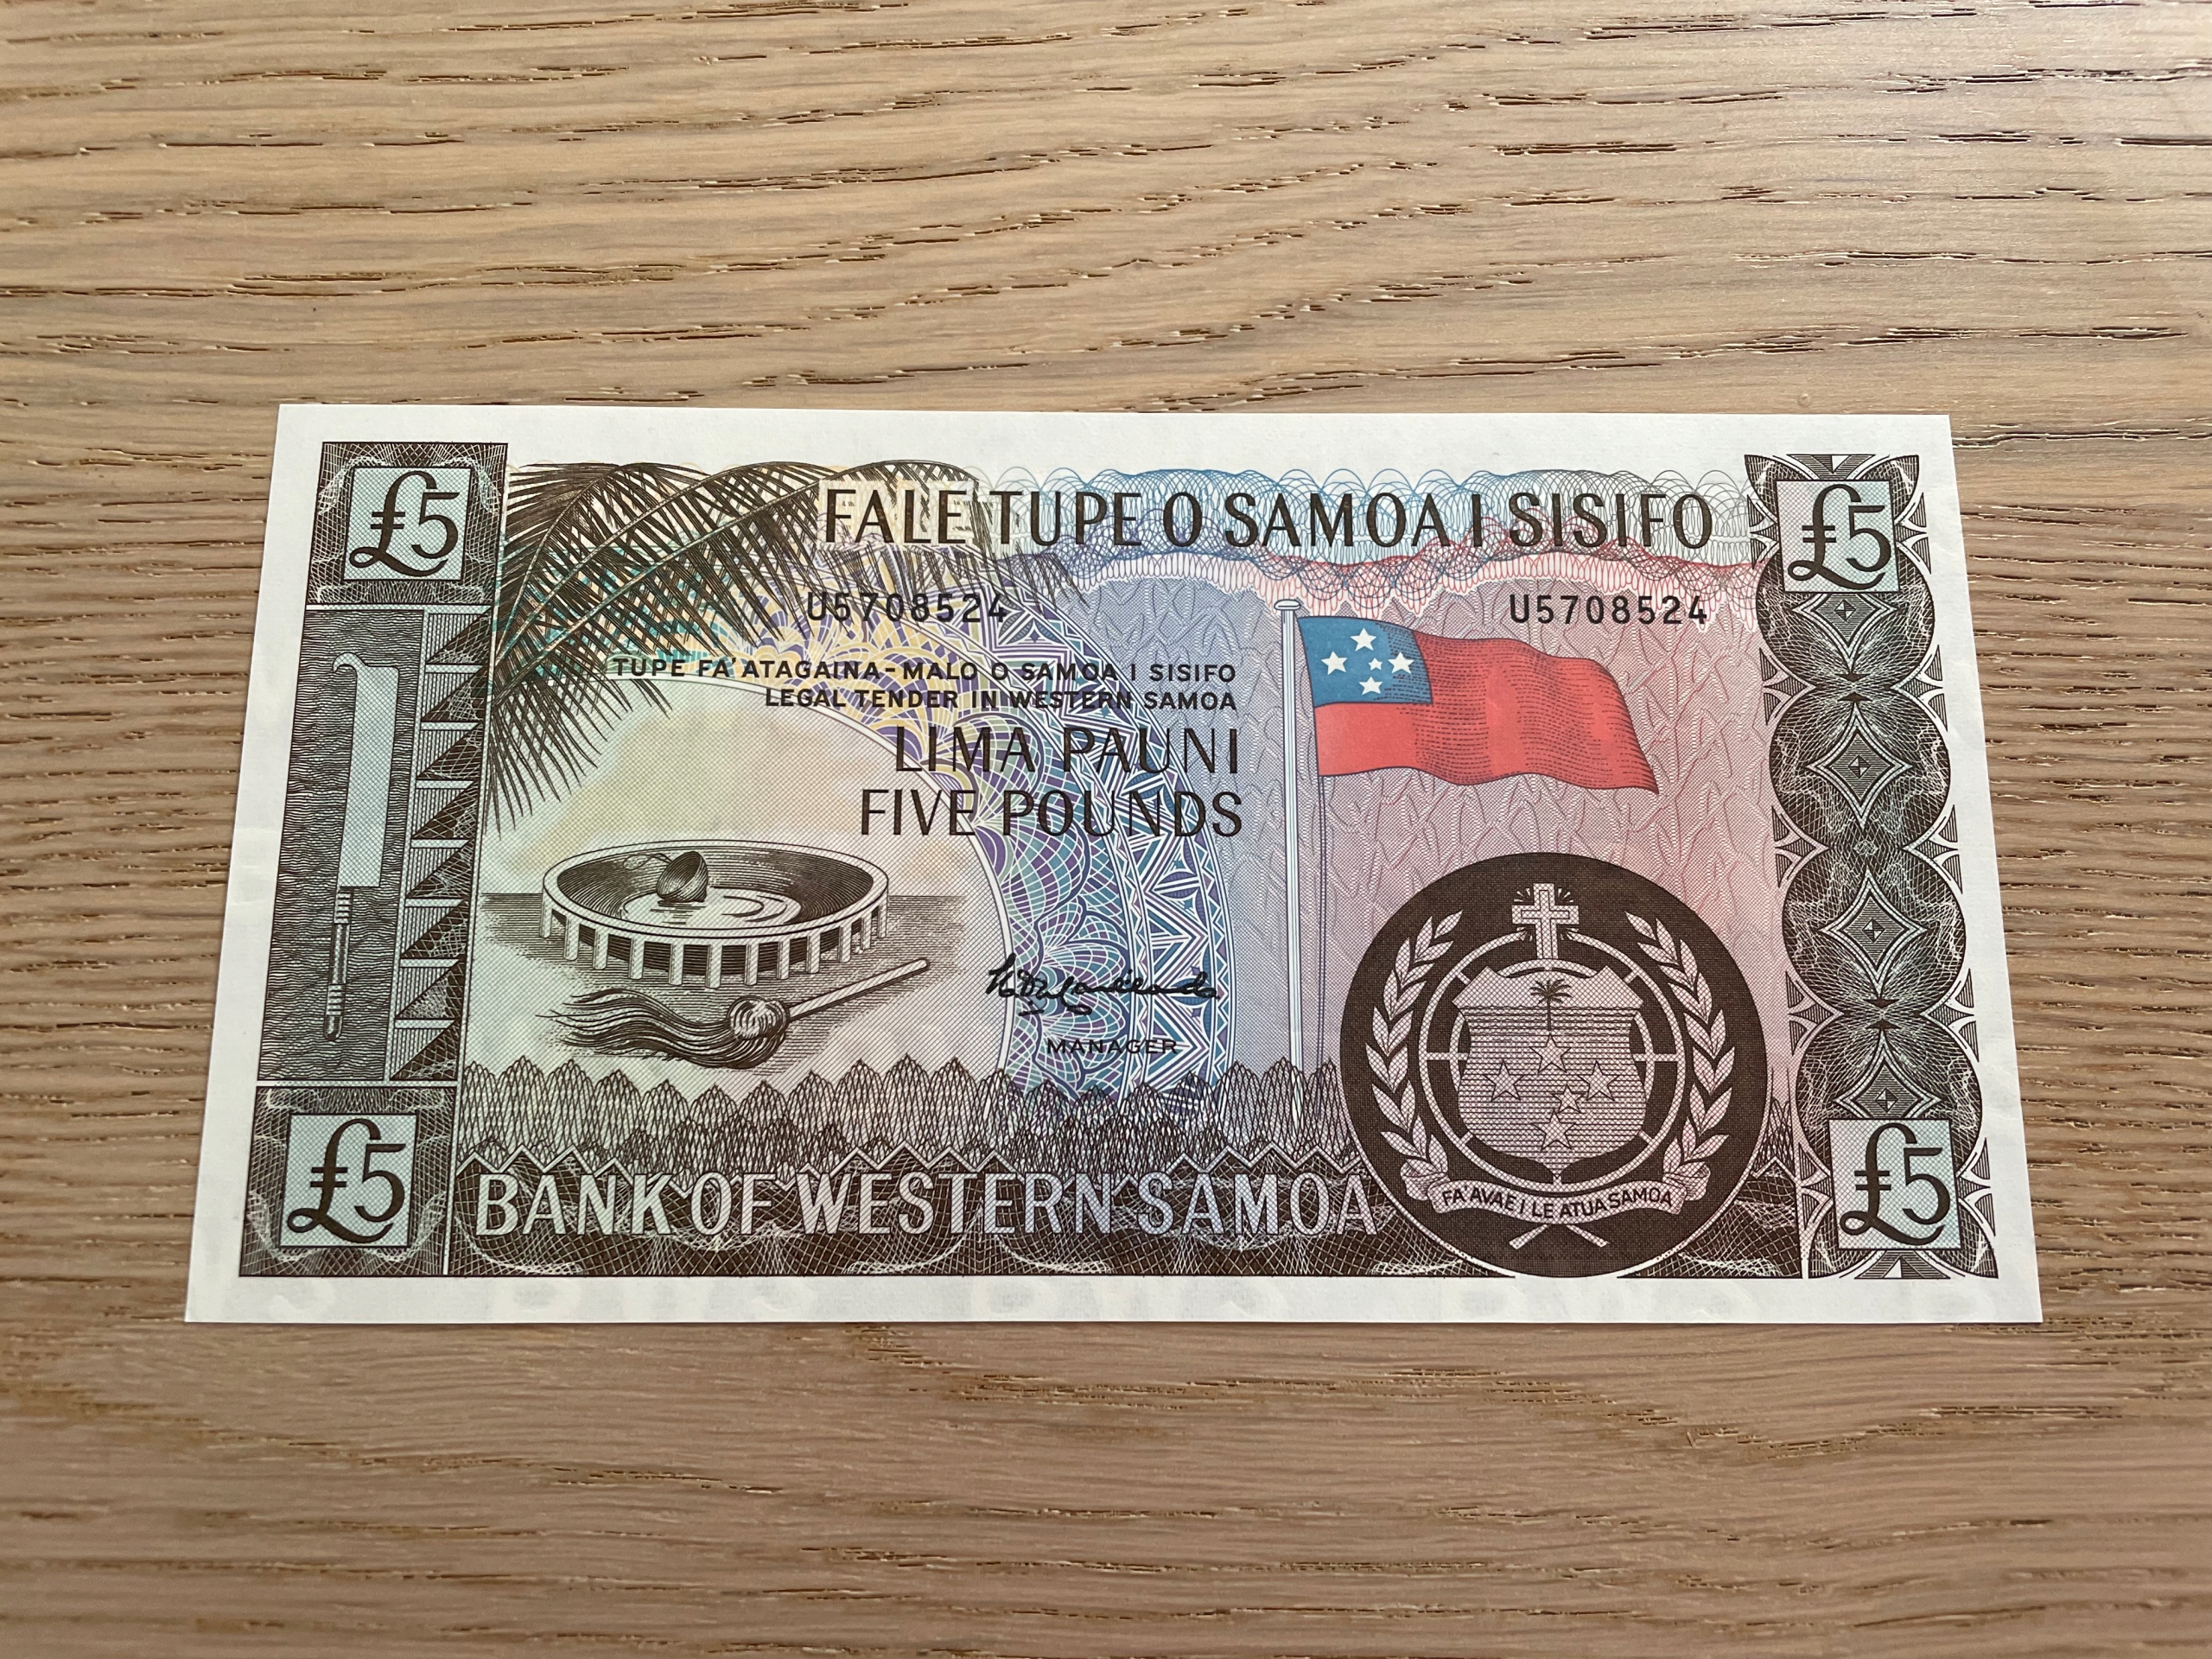 £5
FALE TUPE O SAMOA I SISIFO
£5
U5708524
U5708524
TUPE FA'ATAGAINA-MALO O SAMOA I SISIFO
LEGAL TENDER IN WESTERN SAMOA
LIMA PAUNI
FIVE POUNDS
MANAGER
£5
BANK OF WESTERN SAMOA
FA'AVAE I LE ATUA SAMOA
£5